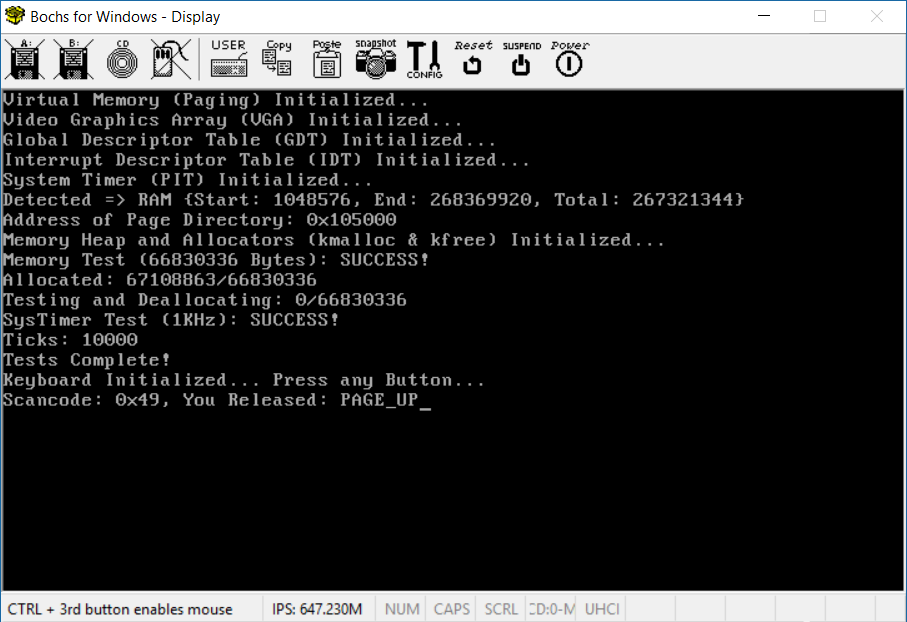 Bochs for Windows - Display
A: B: CD USER Copy Paste snapshot CONFIG Reset SUSPEND Power
Virtual Memory (Paging) Initialized...
Video Graphics Array (VGA) Initialized...
Global Descriptor Table (GDT) Initialized...
Interrupt Descriptor Table (IDT) Initialized...
System Timer (PIT) Initialized...
Detected => RAM {Start: 1048576, End: 268369920, Total: 267321344}
Address of Page Directory: 0x105000
Memory Heap and Allocators (kmalloc & kfree) Initialized...
Memory Test (66830336 Bytes): SUCCESS!
Allocated: 67108863/66830336
Testing and Deallocating: 0/66830336
SysTimer Test (1KHz): SUCCESS!
Ticks: 10000
Tests Complete!
Keyboard Initialized... Press any Button...
Scancode: 0x49, You Released: PAGE_UP_
CTRL + 3rd button enables mouse IPS: 647.230M NUM CAPS SCRL CD:0-M UHCI